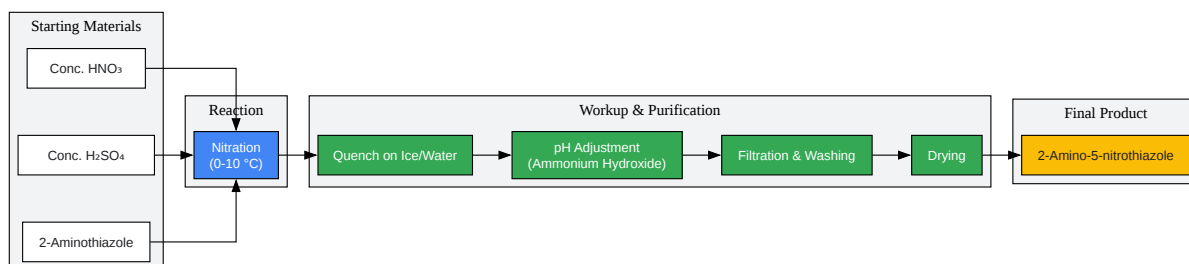 Starting Materials
Conc. HNO₃
Conc. H₂SO₄
2-Aminothiazole
Reaction
Nitration
(0-10 °C)
Workup & Purification
Quench on Ice/Water
pH Adjustment
(Ammonium Hydroxide)
Filtration & Washing
Drying
Final Product
2-Amino-5-nitrothiazole